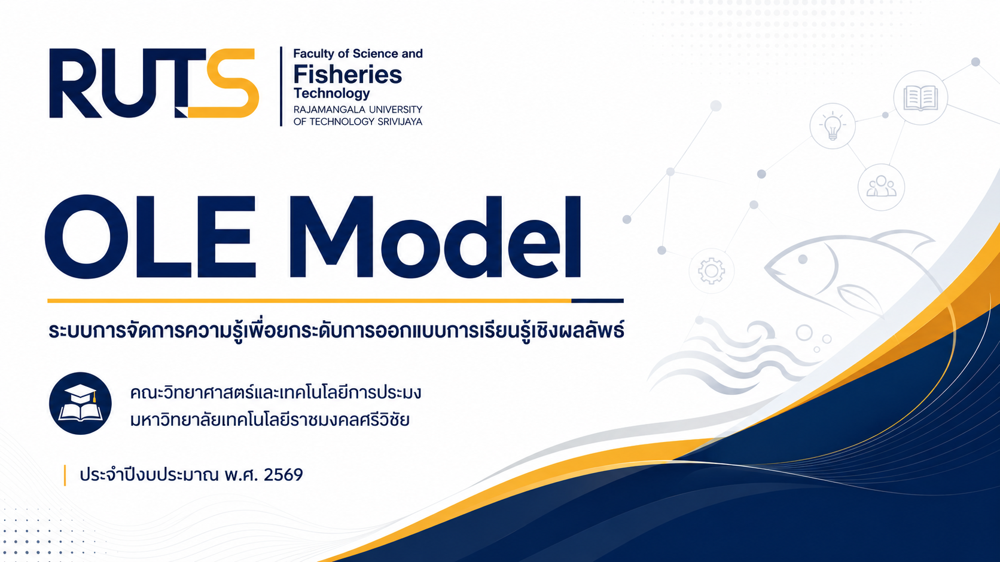 RUTS
Faculty of Science and
Fisheries
Technology
RAJAMANGALA UNIVERSITY
OF TECHNOLOGY SRIVIJAYA
OLE Model
ระบบการจัดการความรู้เพื่อยกระดับการออกแบบการเรียนรู้เชิงผลลัพธ์
คณะวิทยาศาสตร์และเทคโนโลยีการประมง
มหาวิทยาลัยเทคโนโลยีราชมงคลศรีวิชัย
ประจำปีงบประมาณ พ.ศ. 2569